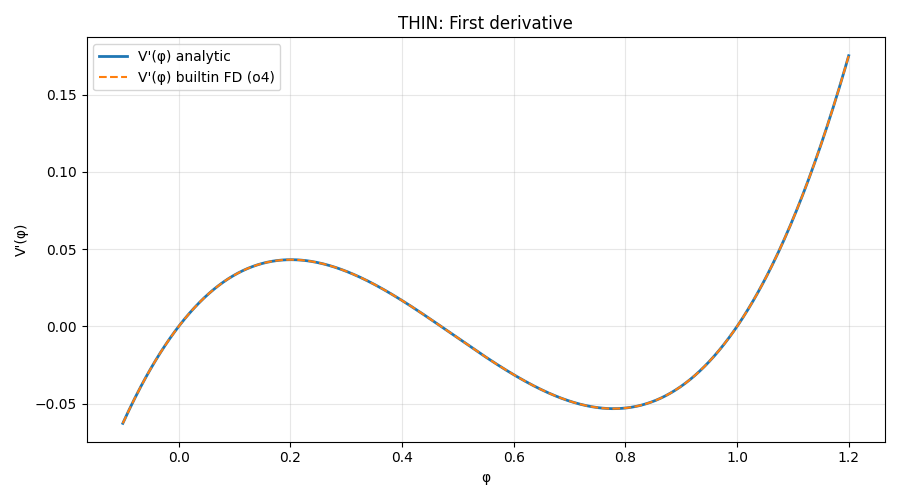 THIN: First derivative
V'(φ) analytic
V'(φ) builtin FD (o4)
V'(φ)
0.15
0.10
0.05
0.00
−0.05
0.0 0.2 0.4 0.6 0.8 1.0 1.2
φ